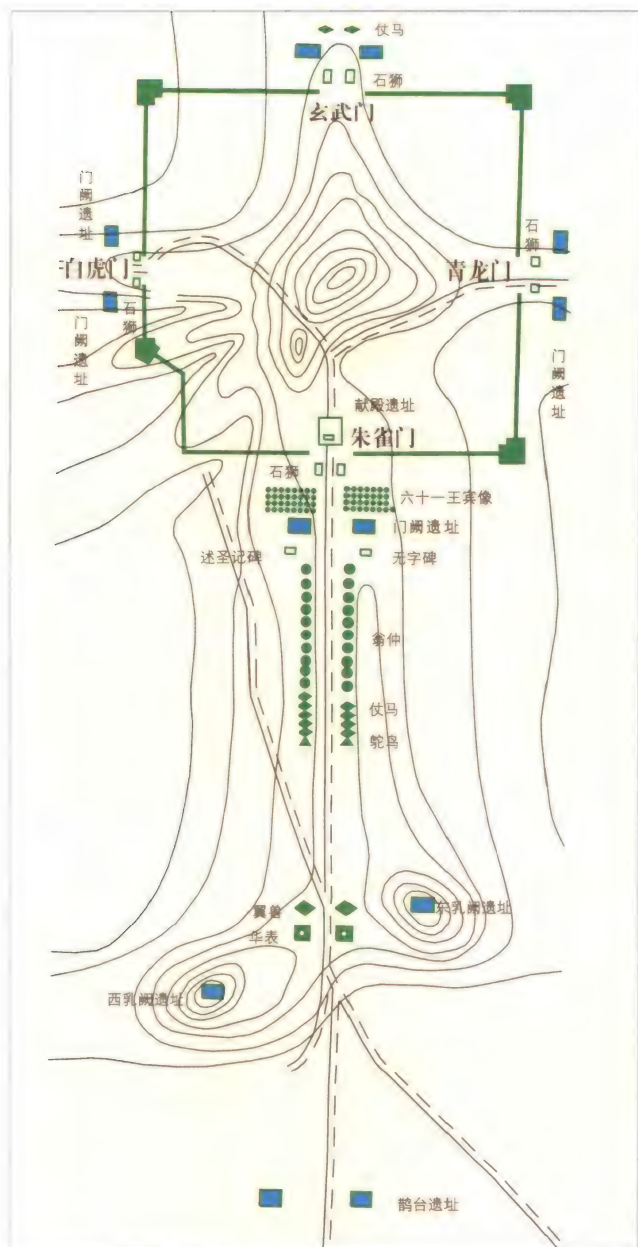 仗马
石狮
玄武门
门阙遗址
石狮
白虎门
青龙门
石狮
门阙遗址
门阙遗址
献殿遗址
朱雀门
石狮
六十一王宾像
门阙遗址
述圣记碑
无字碑
翁仲
仗马
鸵鸟
翼兽
东乳阙遗址
华表
西乳阙遗址
鹊台遗址